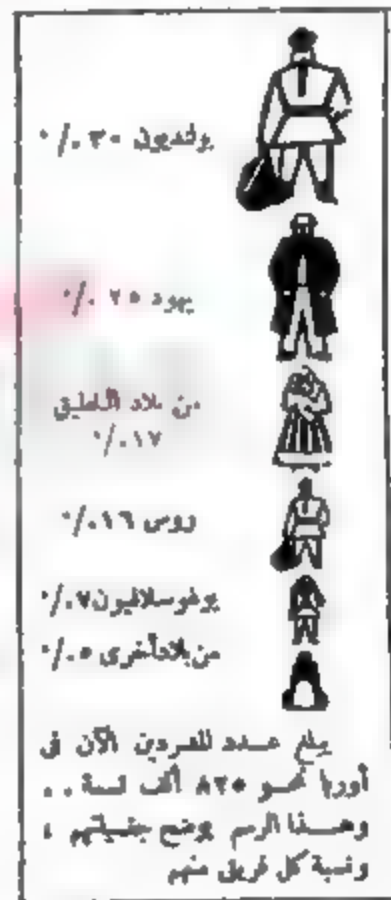 بولنديون ٣٠ ./°
يهود ٢٥ ./°
من بلاد البلطيق
١٧ ./°
روس ١٦ ./°
يوغوسلافيون ٧ ./°
من بلاد أخرى ٥ ./°
يبلغ عدد المشردين الآن فى
أوربا نحو ٨٢٥ ألف نسمة . .
وهذا الرسم يوضح جنسياتهم ،
ونسبة كل فريق منهم